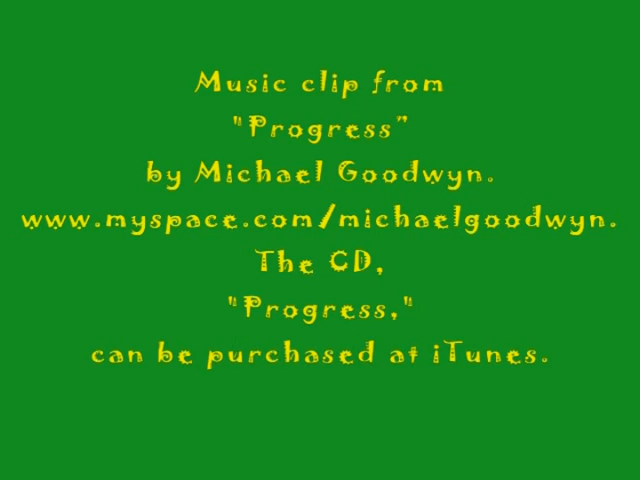 Music clip from
"Progress"
by Michael Goodwyn.
www.myspace.com/michaelgoodwyn.
The CD,
"Progress,"
can be purchased at iTunes.